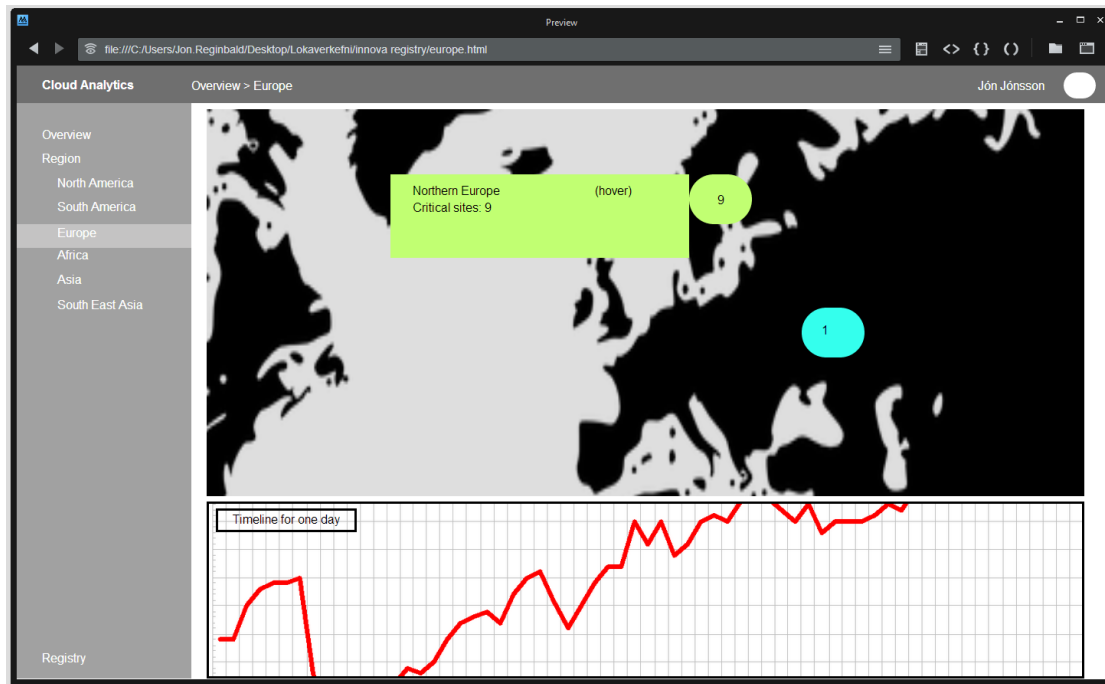 Preview
file:///C:/Users/Jon.Reginbald/Desktop/Lokaverkefni/innova registry/europe.html
Cloud Analytics
Overview > Europe
Jón Jónsson
Overview
Region
North America
South America
Europe
Africa
Asia
South East Asia
Registry
Northern Europe (hover)
Critical sites: 9
9
1
Timeline for one day